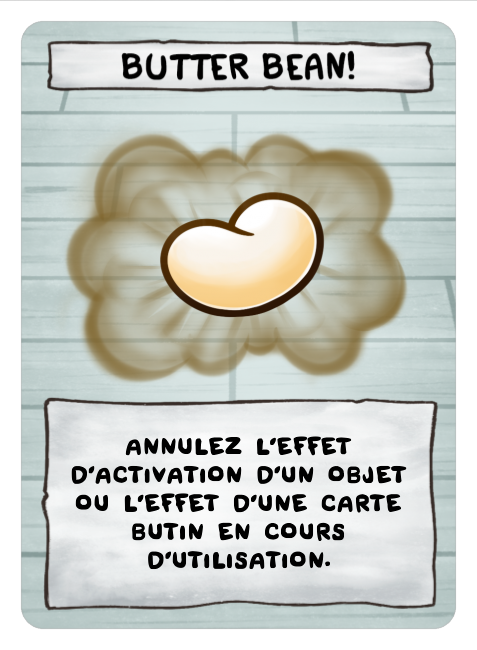 BUTTER BEAN!
ANNULEZ L'EFFET
D'ACTIVATION D'UN OBJET
OU L'EFFET D'UNE CARTE
BUTIN EN COURS
D'UTILISATION.